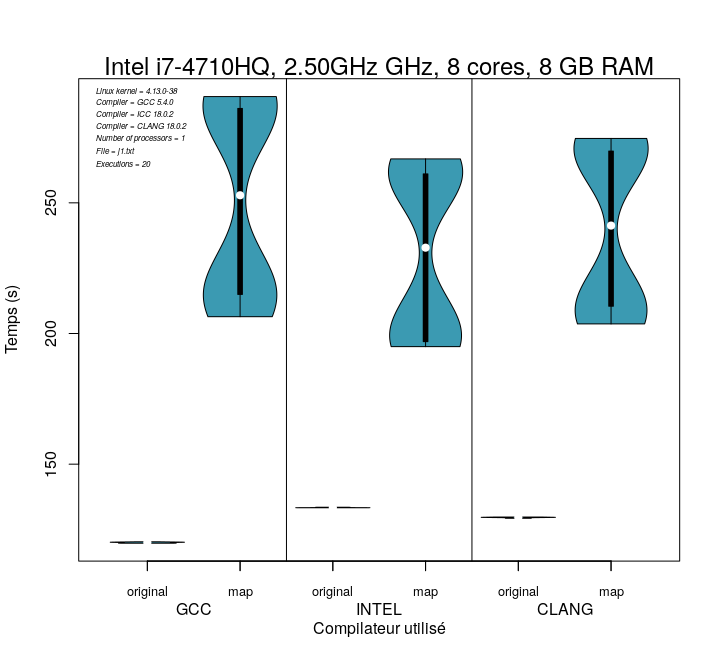 Intel i7-4710HQ, 2.50GHz GHz, 8 cores, 8 GB RAM
Linux kernel = 4.13.0-38
Compiler = GCC 5.4.0
Compiler = ICC 18.0.2
Compiler = CLANG 18.0.2
Number of processors = 1
File = j1.txt
Executions = 20
250
200
150
Temps (s)
original map original map original map
GCC INTEL CLANG
Compilateur utilisé